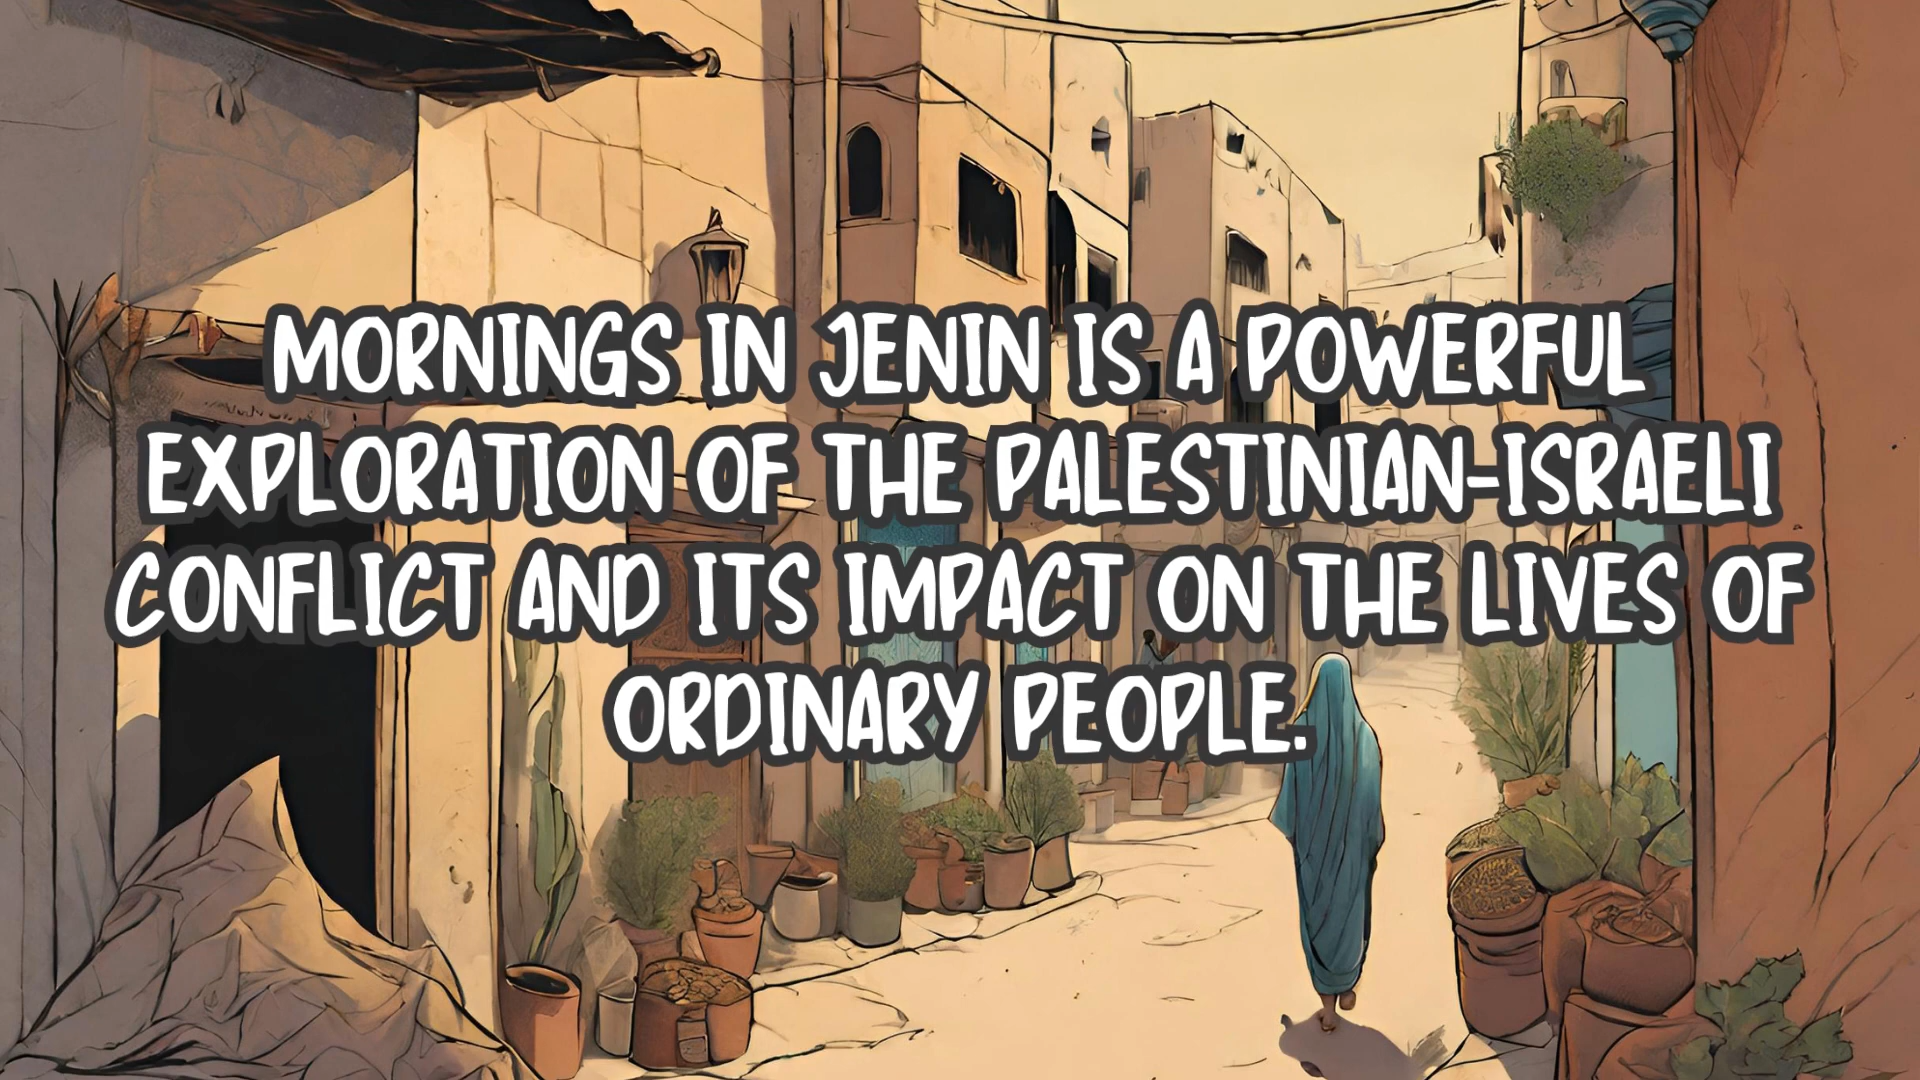 MORNINGS IN JENIN IS A POWERFUL
EXPLORATION OF THE PALESTINIAN-ISRAELI
CONFLICT AND ITS IMPACT ON THE LIVES OF
ORDINARY PEOPLE.